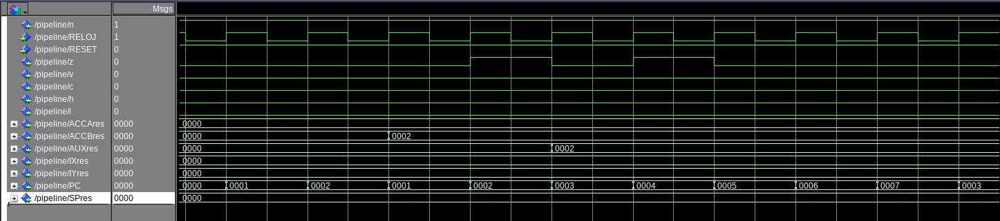 Msgs
/pipeline/n 1
/pipeline/RELOJ 1
/pipeline/RESET 0
/pipeline/z 0
/pipeline/v 0
/pipeline/c 0
/pipeline/h 0
/pipeline/i 0
/pipeline/ACCAres 0000 0000
/pipeline/ACCBres 0000 0000 0002
/pipeline/AUXres 0000 0000 0002
/pipeline/IXres 0000 0000
/pipeline/IYres 0000 0000
/pipeline/PC 0000 0000 0001 0002 0001 0002 0003 0004 0005 0006 0007 0003
/pipeline/SPres 0000 0000